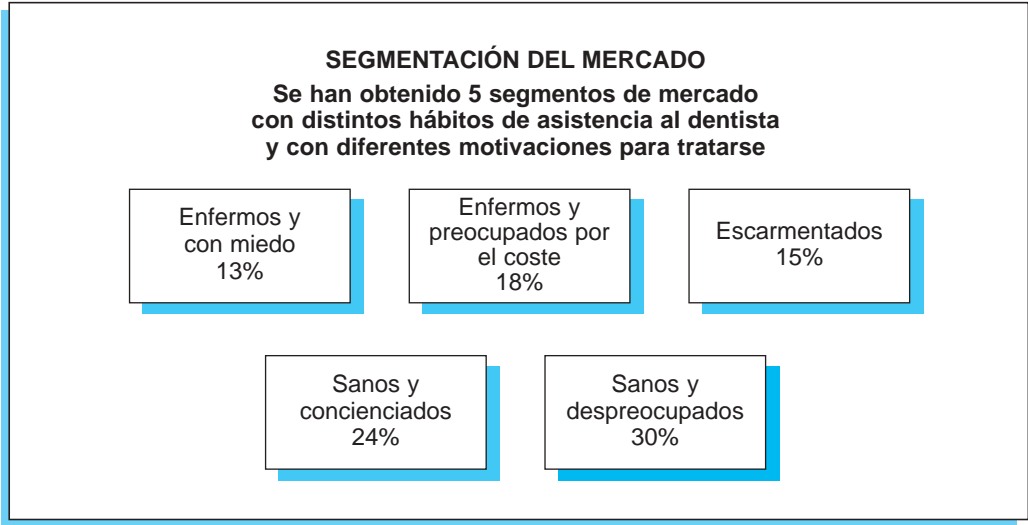 SEGMENTACIÓN DEL MERCADO
Se han obtenido 5 segmentos de mercado
con distintos hábitos de asistencia al dentista
y con diferentes motivaciones para tratarse
Enfermos y
con miedo
13%
Enfermos y
preocupados por
el coste
18%
Escarmentados
15%
Sanos y
concienciados
24%
Sanos y
despreocupados
30%